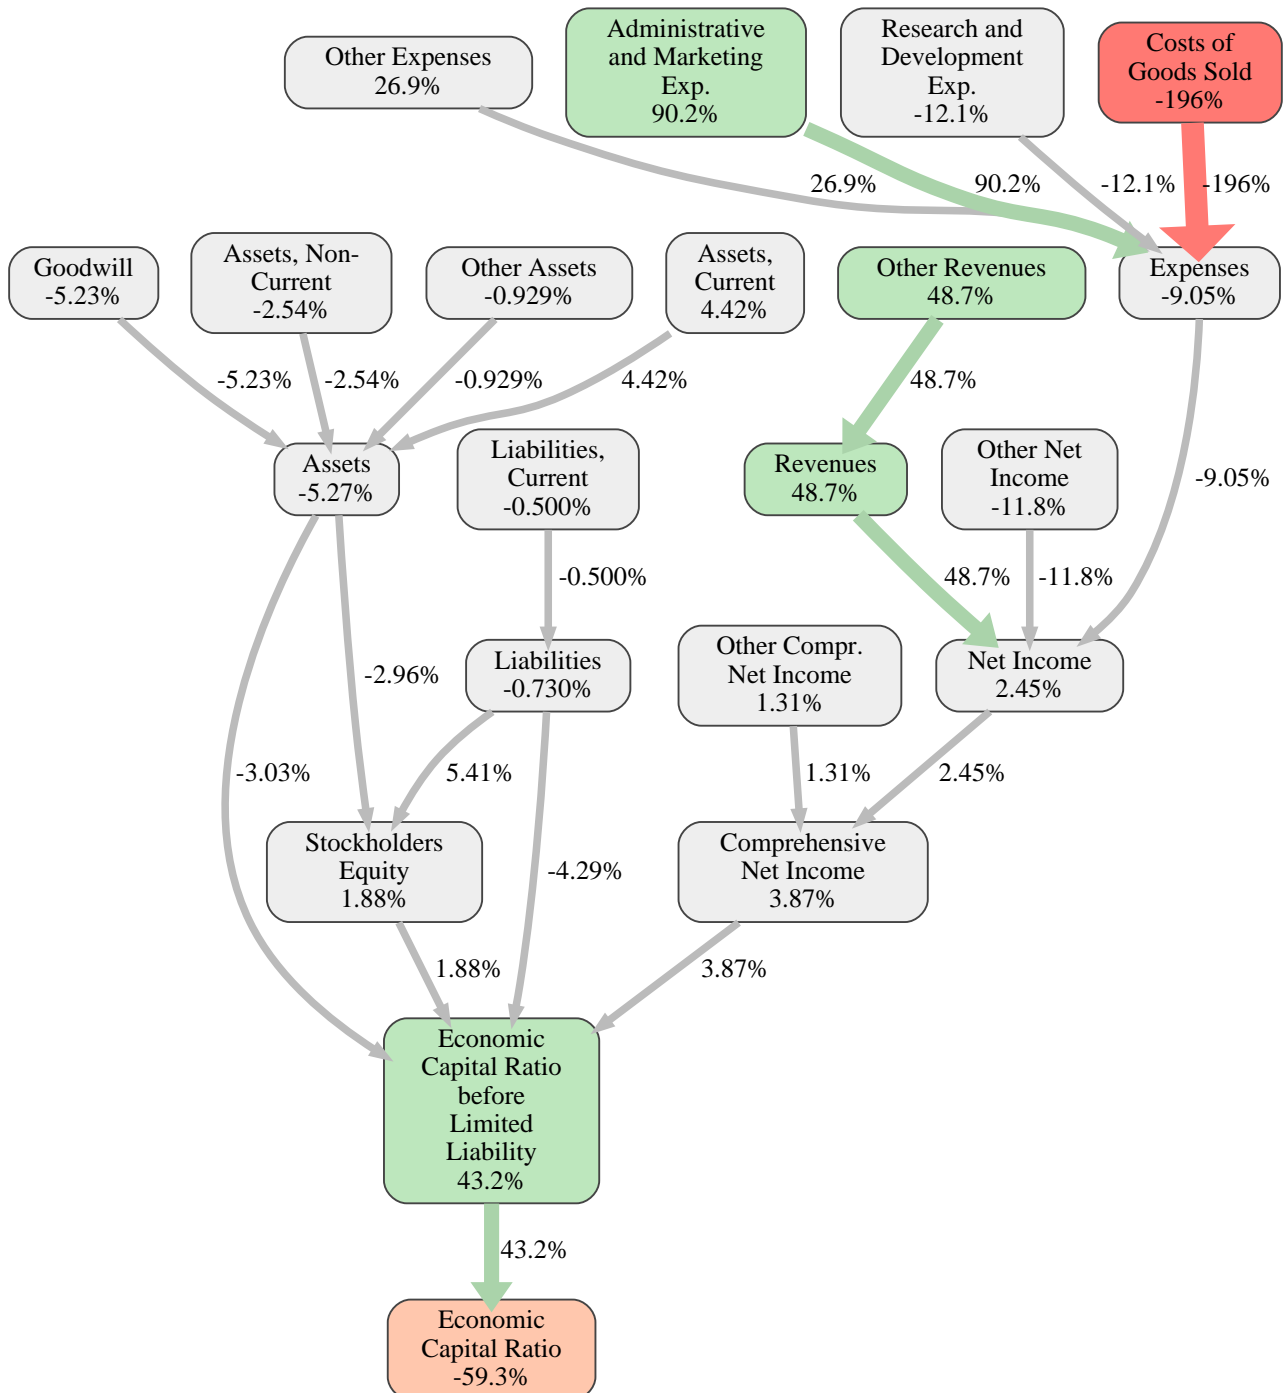 Other Expenses
26.9%
Administrative
and Marketing
Exp.
90.2%
Research and
Development
Exp.
-12.1%
Costs of
Goods Sold
-196%
26.9%
90.2%
-12.1%
-196%
Goodwill
-5.23%
Assets, Non-
Current
-2.54%
Other Assets
-0.929%
Assets,
Current
4.42%
Other Revenues
48.7%
Expenses
-9.05%
-5.23%
-2.54%
-0.929%
4.42%
48.7%
Assets
-5.27%
Liabilities,
Current
-0.500%
Revenues
48.7%
Other Net
Income
-11.8%
-9.05%
-0.500%
48.7%
-11.8%
Liabilities
-0.730%
Other Compr.
Net Income
1.31%
Net Income
2.45%
-2.96%
-3.03%
5.41%
1.31%
2.45%
Stockholders
Equity
1.88%
-4.29%
Comprehensive
Net Income
3.87%
1.88%
3.87%
Economic
Capital Ratio
before
Limited
Liability
43.2%
43.2%
Economic
Capital Ratio
-59.3%